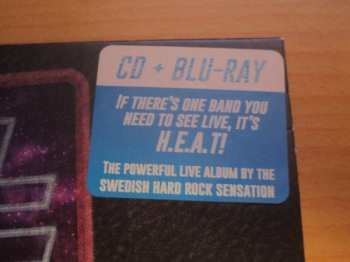 CD + BLU-RAY
IF THERE'S ONE BAND YOU
NEED TO SEE LIVE, IT'S
H.E.A.T!
THE POWERFUL LIVE ALBUM BY THE
SWEDISH HARD ROCK SENSATION